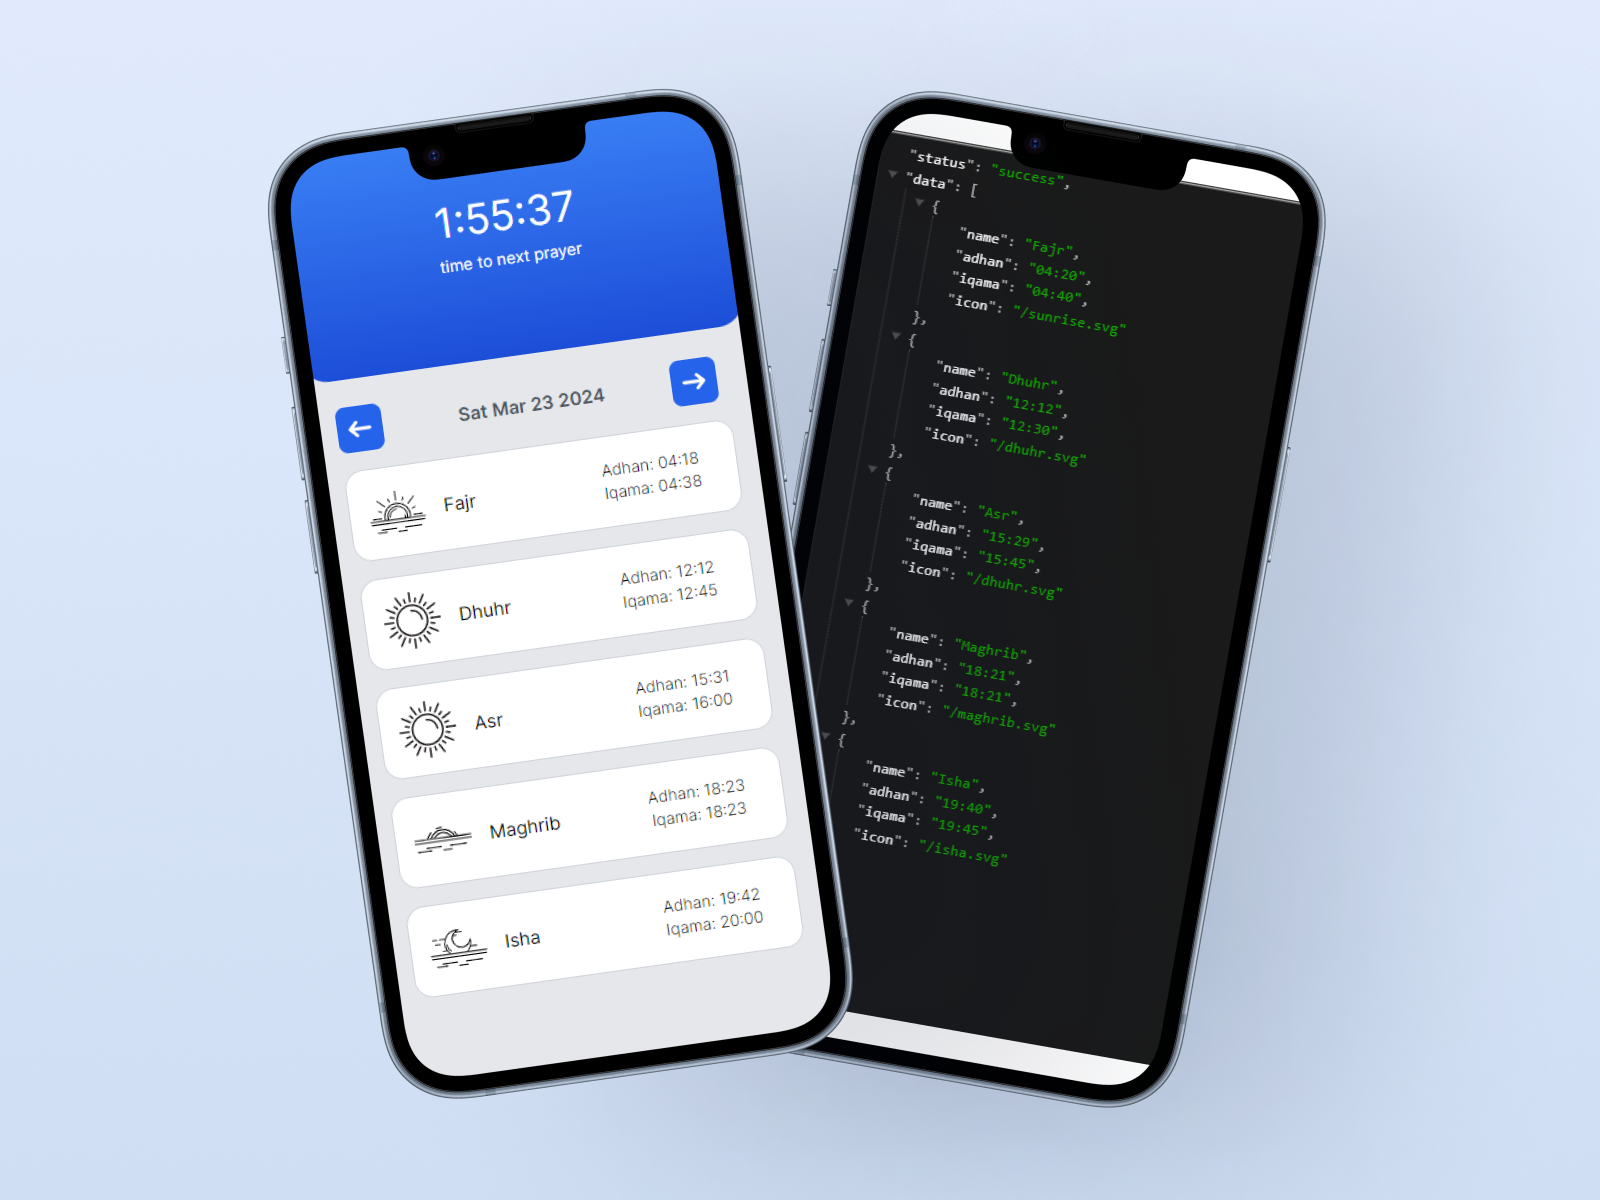 1:55:37
time to next prayer
Sat Mar 23 2024
Fajr
Adhan: 04:18
Iqama: 04:38
Dhuhr
Adhan: 12:12
Iqama: 12:45
Asr
Adhan: 15:31
Iqama: 16:00
Maghrib
Adhan: 18:23
Iqama: 18:23
Isha
Adhan: 19:42
Iqama: 20:00
"status": "success",
"data": [
{
"name": "Fajr",
"adhan": "04:20",
"iqama": "04:40",
"icon": "/sunrise.svg"
},
{
"name": "Dhuhr",
"adhan": "12:12",
"iqama": "12:30",
"icon": "/dhuhr.svg"
},
{
"name": "Asr",
"adhan": "15:29",
"iqama": "15:45",
"icon": "/dhuhr.svg"
},
{
"name": "Maghrib",
"adhan": "18:21",
"iqama": "18:21",
"icon": "/maghrib.svg"
},
{
"name": "Isha",
"adhan": "19:40",
"iqama": "19:45",
"icon": "/isha.svg"